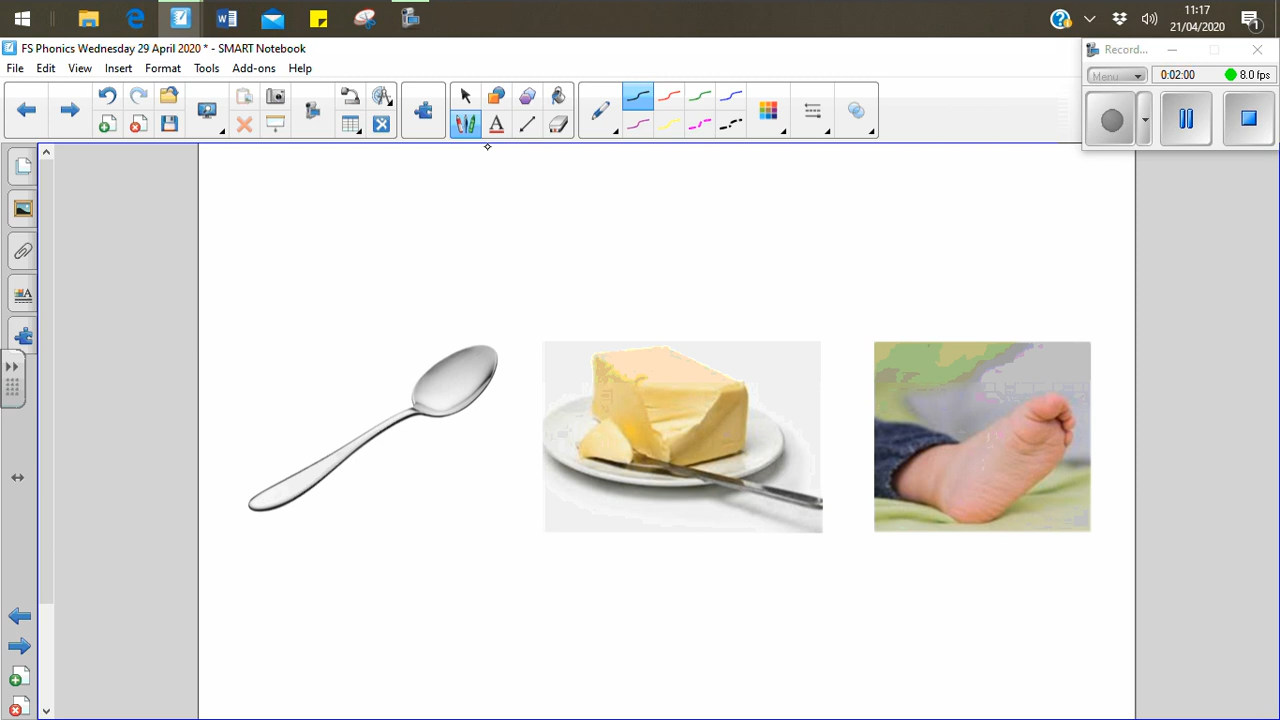 11:17
21/04/2020
1
FS Phonics Wednesday 29 April 2020 * - SMART Notebook
Record...
File Edit View Insert Format Tools Add-ons Help
Menu
0:02:00
8.0 fps